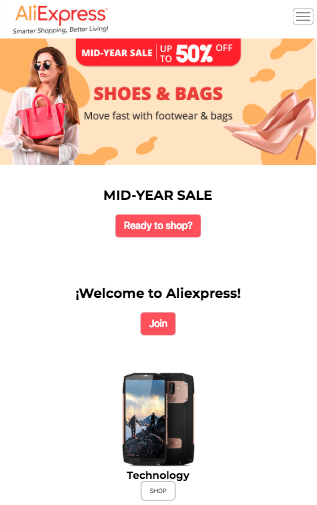 AliExpress
Smarter Shopping, Better Living!
MID-YEAR SALE UP TO 50% OFF
SHOES & BAGS
Move fast with footwear & bags
MID-YEAR SALE
Ready to shop?
¡Welcome to Aliexpress!
Join
Technology
SHOP